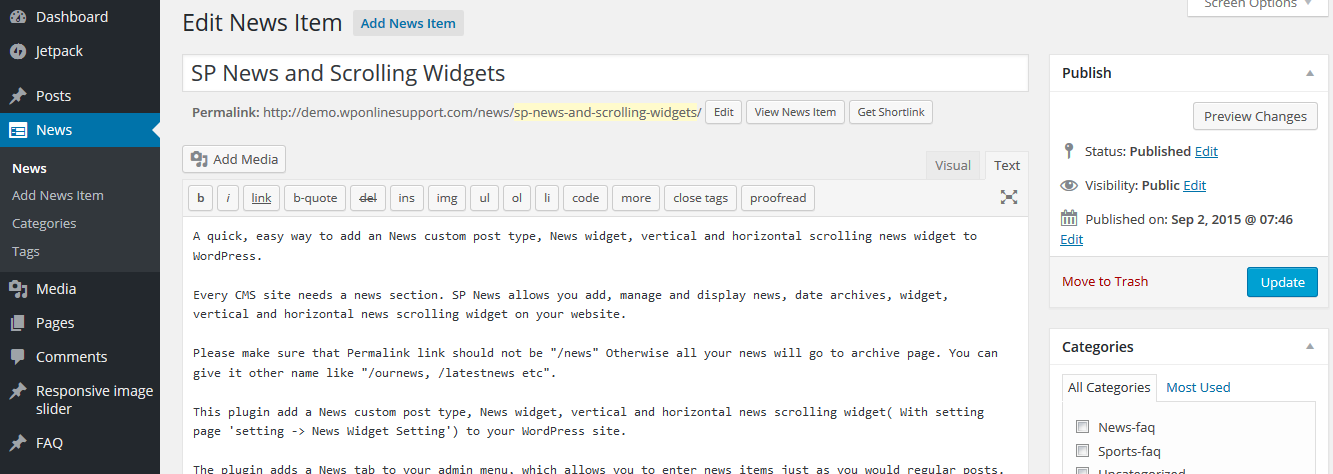 Dashboard
Jetpack
Posts
News
News
Add News Item
Categories
Tags
Media
Pages
Comments
Responsive image
slider
FAQ
Screen Options
Edit News Item Add News Item
SP News and Scrolling Widgets
Permalink: http://demo.wponlinesupport.com/news/sp-news-and-scrolling-widgets/ Edit View News Item Get Shortlink
Add Media
Visual Text
b i link b-quote del ins img ul ol li code more close tags proofread
A quick, easy way to add an News custom post type, News widget, vertical and horizontal scrolling news widget to
WordPress.
Every CMS site needs a news section. SP News allows you add, manage and display news, date archives, widget,
vertical and horizontal news scrolling widget on your website.
Please make sure that Permalink link should not be "/news" Otherwise all your news will go to archive page. You can
give it other name like "/ournews, /latestnews etc".
This plugin add a News custom post type, News widget, vertical and horizontal news scrolling widget( With setting
page 'setting -> News Widget Setting') to your WordPress site.
The plugin adds a News tab to your admin menu, which allows you to enter news items just as you would regular posts.
Publish
Preview Changes
Status: Published Edit
Visibility: Public Edit
Published on: Sep 2, 2015 @ 07:46
Edit
Move to Trash Update
Categories
All Categories Most Used
News-faq
Sports-faq
Uncategorized